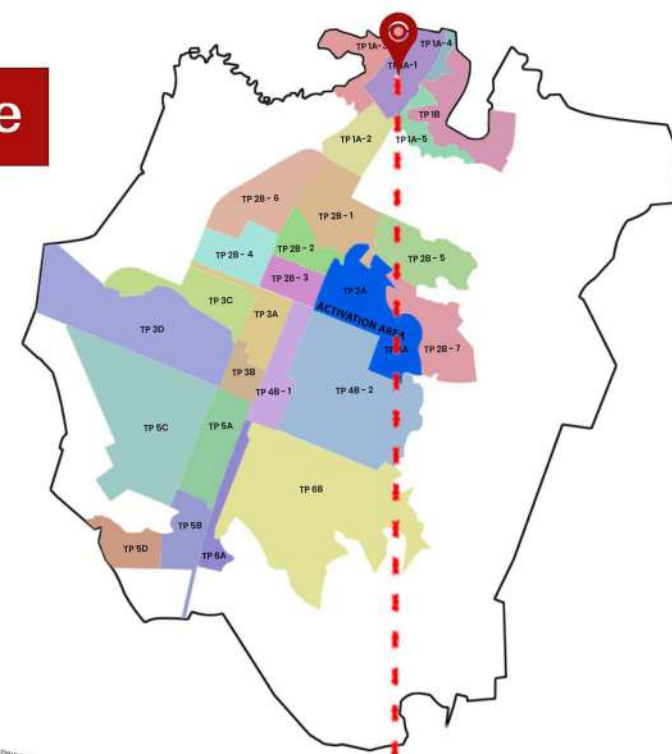 TP 1A-4
TP 1B
TP 1A-2
TP 1A-5
e
TP 2B - 6
TP 2B - 1
TP 2B - 2
TP 2B - 4
TP 2B - 5
TP 2B - 3
TP 2A
TP 3C
TP 3A
ACTIVATION AREA
TP 3D
TP 2B - 7
TP 3B
TP 4B - 1
TP 4B - 2
TP 5C
TP 5A
TP 6B
TP 5B
TP 5D
TP 6A